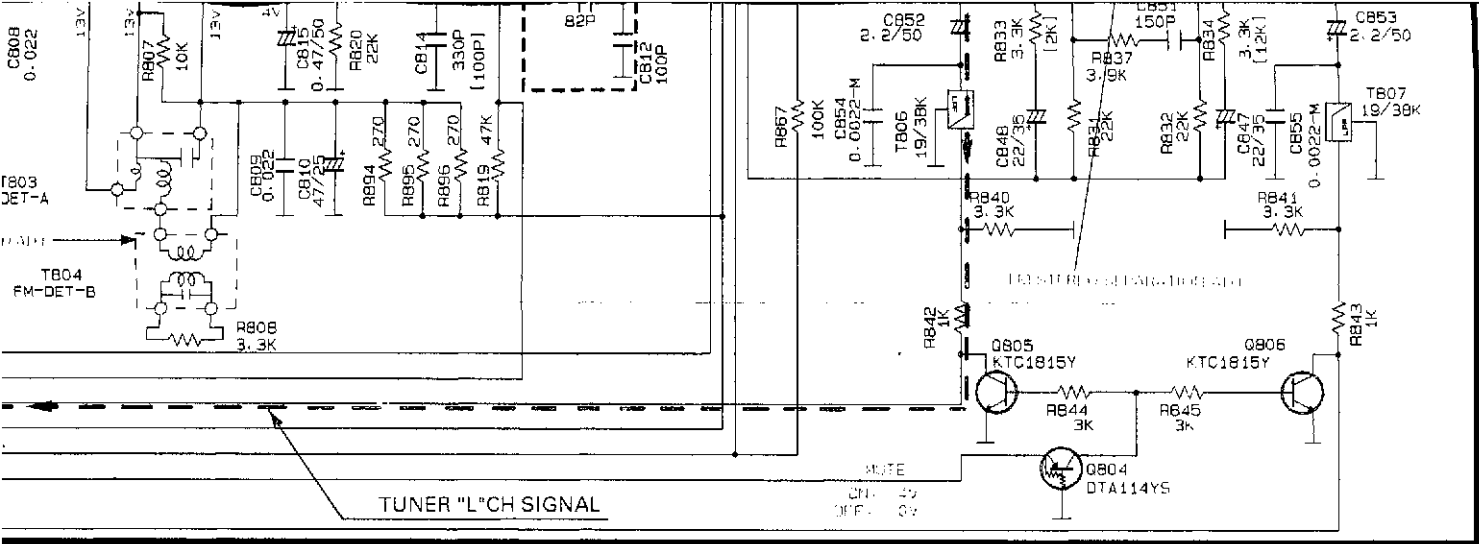 C808
0.022
13v
13v
R807
10K
13v
4V
C815
0.47/50
R820
22K
C814
330P
[100P]
82P
C812
100P
C852
2.2/50
R833
3.3K
C851
150P
R837
3.9K
R834
3.3K
[12K]
C853
2.2/50
R867
100K
C854
0.0022-M
T806
19/38K
LPF
C848
22/35
R831
22K
R832
22K
C847
22/35
C855
0.0022-M
LPF
T807
19/38K
T803
DET-A
C809
0.022
C810
47/25
R894
270
R895
270
R896
270
R819
47K
R840
3.3K
R841
3.3K
T804
FM-DET-B
R808
3.3K
R842
1K
R843
1K
Q805
KTC1815Y
Q806
KTC1815Y
R844
3K
R845
3K
Q804
DTA114YS
MUTE
TUNER "L"CH SIGNAL